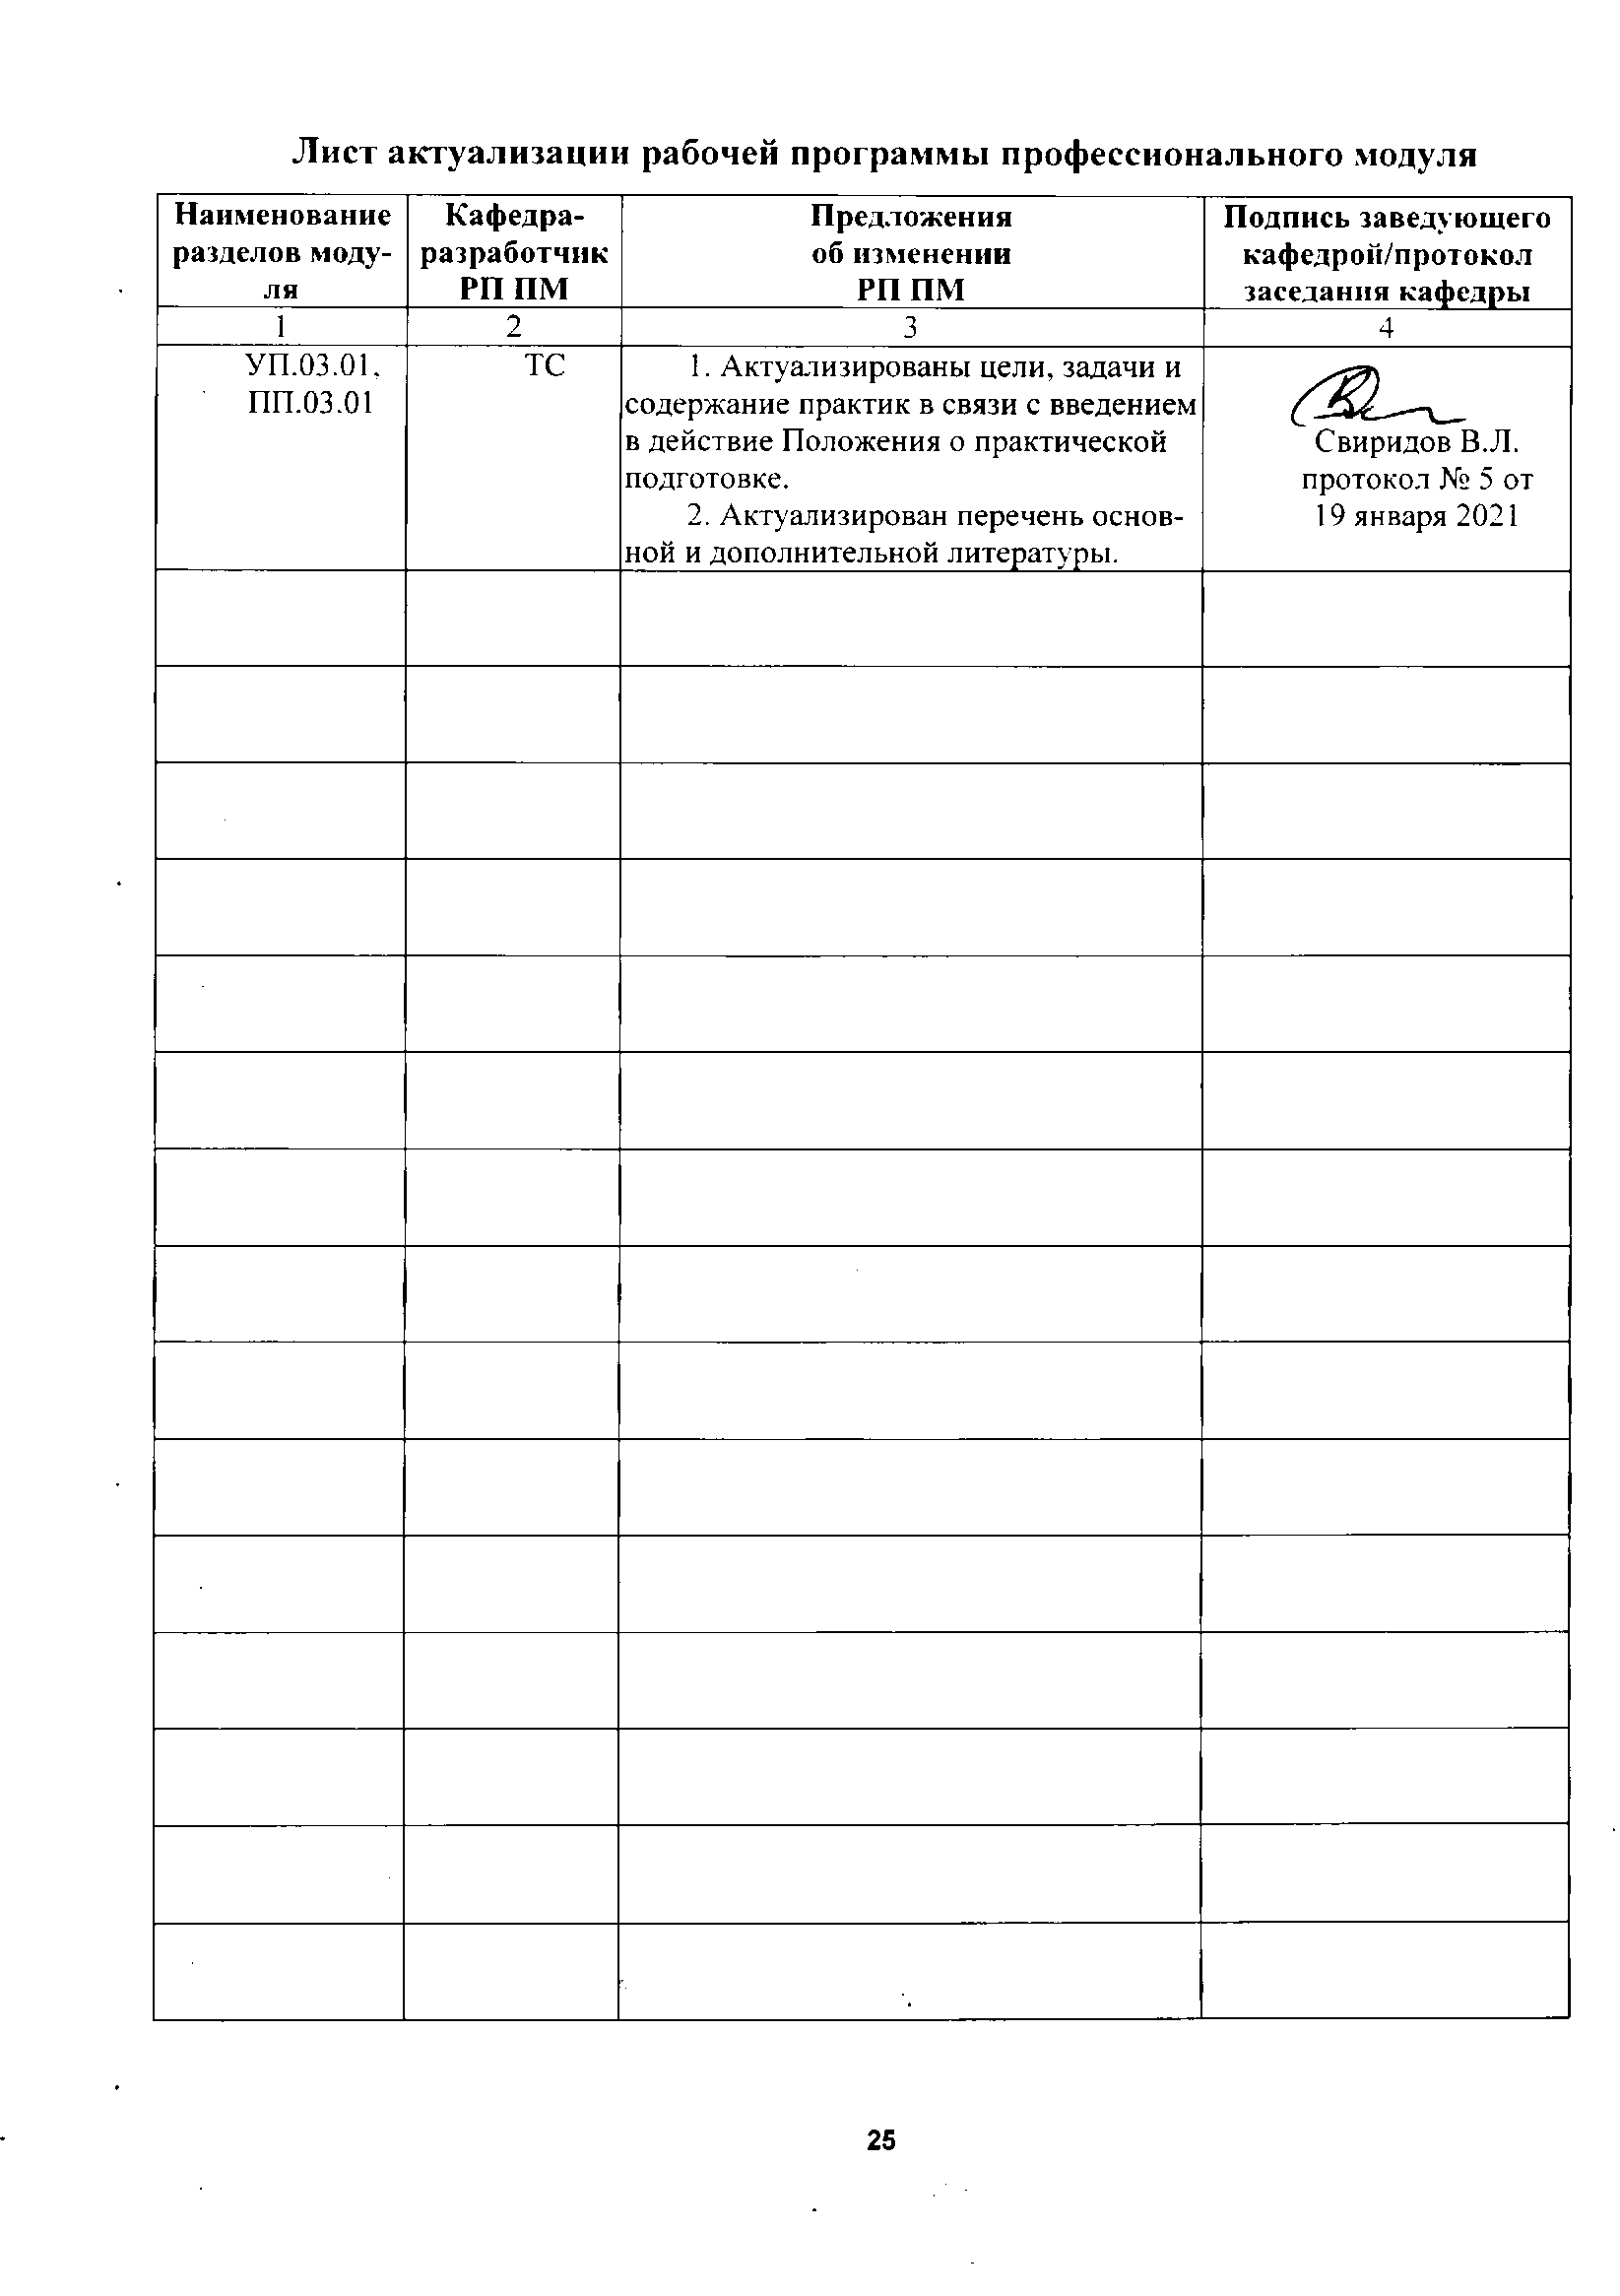 Лист актуализации рабочей программы профессионального модуля
Наименование
разделов моду-
ля
Кафедра-
разработчик
РП ПМ
Предложения
об изменении
РП ПМ
Подпись заведующего
кафедрой/протокол
заседания кафедры
1
2
3
4
УП.03.01,
ПП.03.01
ТС
1. Актуализированы цели, задачи и
содержание практик в связи с введением
в действие Положения о практической
подготовке.
2. Актуализирован перечень основ-
ной и дополнительной литературы.
Свиридов В.Л.
протокол № 5 от
19 января 2021
25